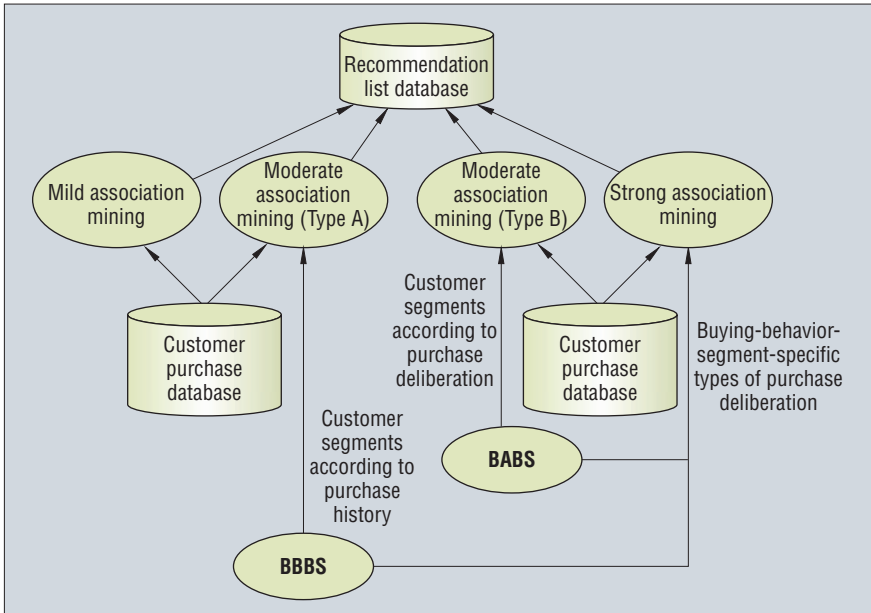 Recommendation
list database
Mild association
mining
Moderate
association
mining (Type A)
Moderate
association
mining (Type B)
Strong association
mining
Customer
purchase
database
Customer
segments
according to
purchase
deliberation
Customer
purchase
database
Buying-behavior-
segment-specific
types of purchase
deliberation
Customer
segments
according to
purchase
history
BABS
BBBS